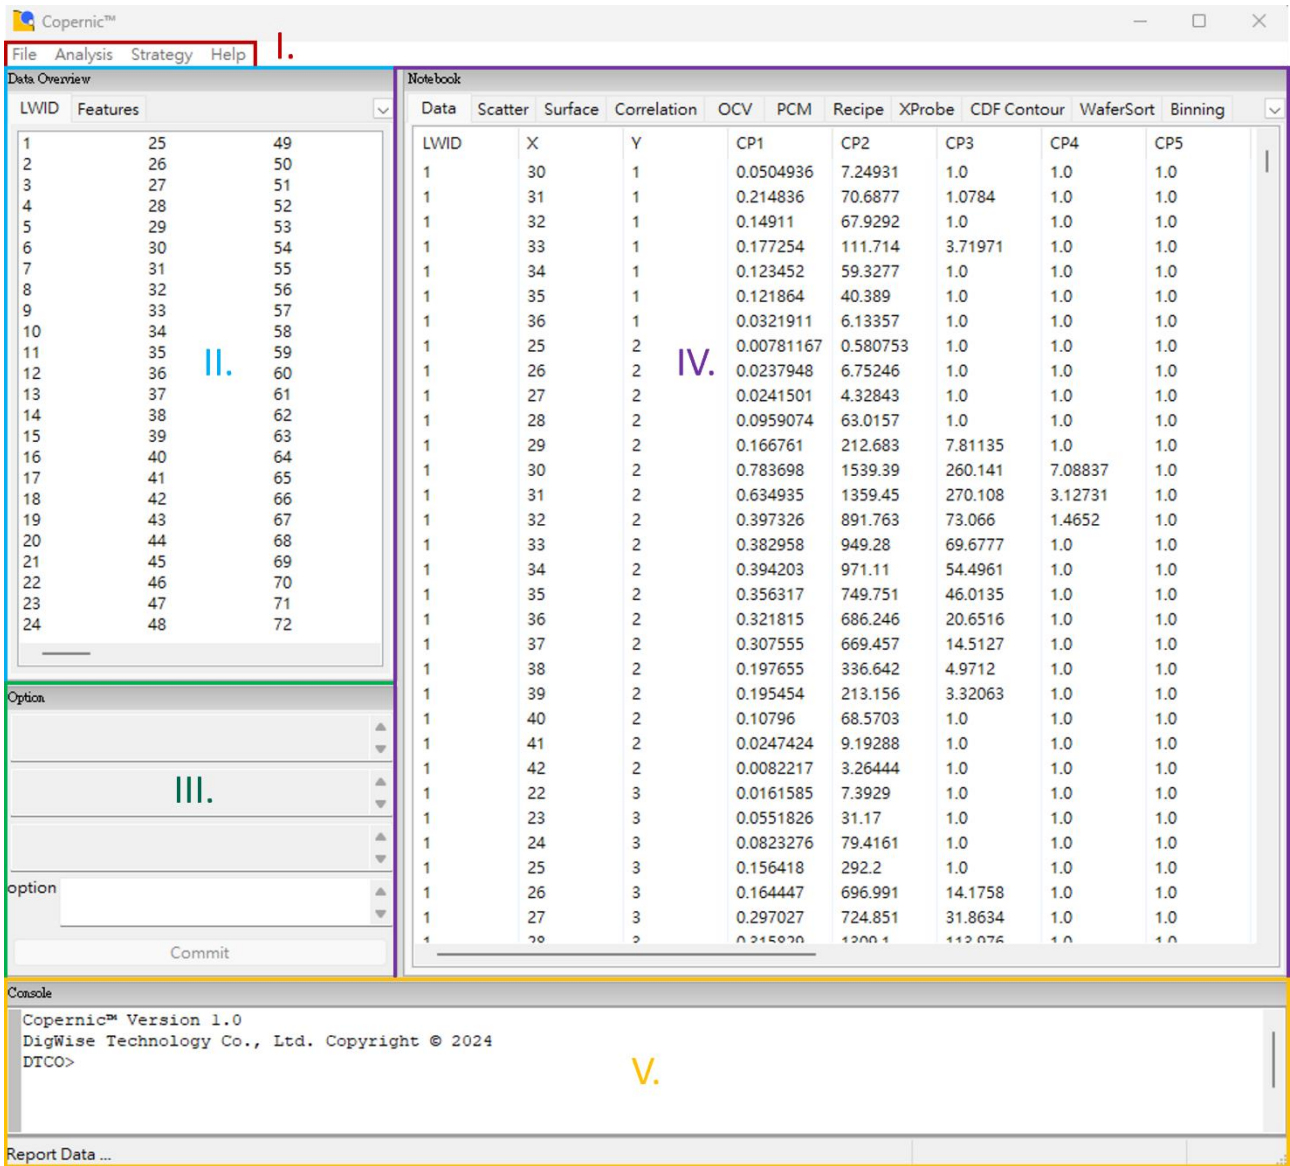 Copernic™
File Analysis Strategy Help
I.
Data Overview
LWID Features
1 25 49
2 26 50
3 27 51
4 28 52
5 29 53
6 30 54
7 31 55
8 32 56
9 33 57
10 34 58
11 35 59
12 36 60
13 37 61
14 38 62
15 39 63
16 40 64
17 41 65
18 42 66
19 43 67
20 44 68
21 45 69
22 46 70
23 47 71
24 48 72
II.
Option
III.
option
Commit
Notebook
Data Scatter Surface Correlation OCV PCM Recipe XProbe CDF Contour WaferSort Binning
LWID X Y CP1 CP2 CP3 CP4 CP5
1 30 1 0.0504936 7.24931 1.0 1.0 1.0
1 31 1 0.214836 70.6877 1.0784 1.0 1.0
1 32 1 0.14911 67.9292 1.0 1.0 1.0
1 33 1 0.177254 111.714 3.71971 1.0 1.0
1 34 1 0.123452 59.3277 1.0 1.0 1.0
1 35 1 0.121864 40.389 1.0 1.0 1.0
1 36 1 0.0321911 6.13357 1.0 1.0 1.0
1 25 2 0.00781167 0.580753 1.0 1.0 1.0
1 26 2 0.0237948 6.75246 1.0 1.0 1.0
1 27 2 0.0241501 4.32843 1.0 1.0 1.0
1 28 2 0.0959074 63.0157 1.0 1.0 1.0
1 29 2 0.166761 212.683 7.81135 1.0 1.0
1 30 2 0.783698 1539.39 260.141 7.08837 1.0
1 31 2 0.634935 1359.45 270.108 3.12731 1.0
1 32 2 0.397326 891.763 73.066 1.4652 1.0
1 33 2 0.382958 949.28 69.6777 1.0 1.0
1 34 2 0.394203 971.11 54.4961 1.0 1.0
1 35 2 0.356317 749.751 46.0135 1.0 1.0
1 36 2 0.321815 686.246 20.6516 1.0 1.0
1 37 2 0.307555 669.457 14.5127 1.0 1.0
1 38 2 0.197655 336.642 4.9712 1.0 1.0
1 39 2 0.195454 213.156 3.32063 1.0 1.0
1 40 2 0.10796 68.5703 1.0 1.0 1.0
1 41 2 0.0247424 9.19288 1.0 1.0 1.0
1 42 2 0.0082217 3.26444 1.0 1.0 1.0
1 22 3 0.0161585 7.3929 1.0 1.0 1.0
1 23 3 0.0551826 31.17 1.0 1.0 1.0
1 24 3 0.0823276 79.4161 1.0 1.0 1.0
1 25 3 0.156418 292.2 1.0 1.0 1.0
1 26 3 0.164447 696.991 14.1758 1.0 1.0
1 27 3 0.297027 724.851 31.8634 1.0 1.0
1 28 3 0.315829 1309.1 113.976 1.0 1.0
IV.
Console
Copernic™ Version 1.0
DigWise Technology Co., Ltd. Copyright © 2024
DTCO>
V.
Report Data ...